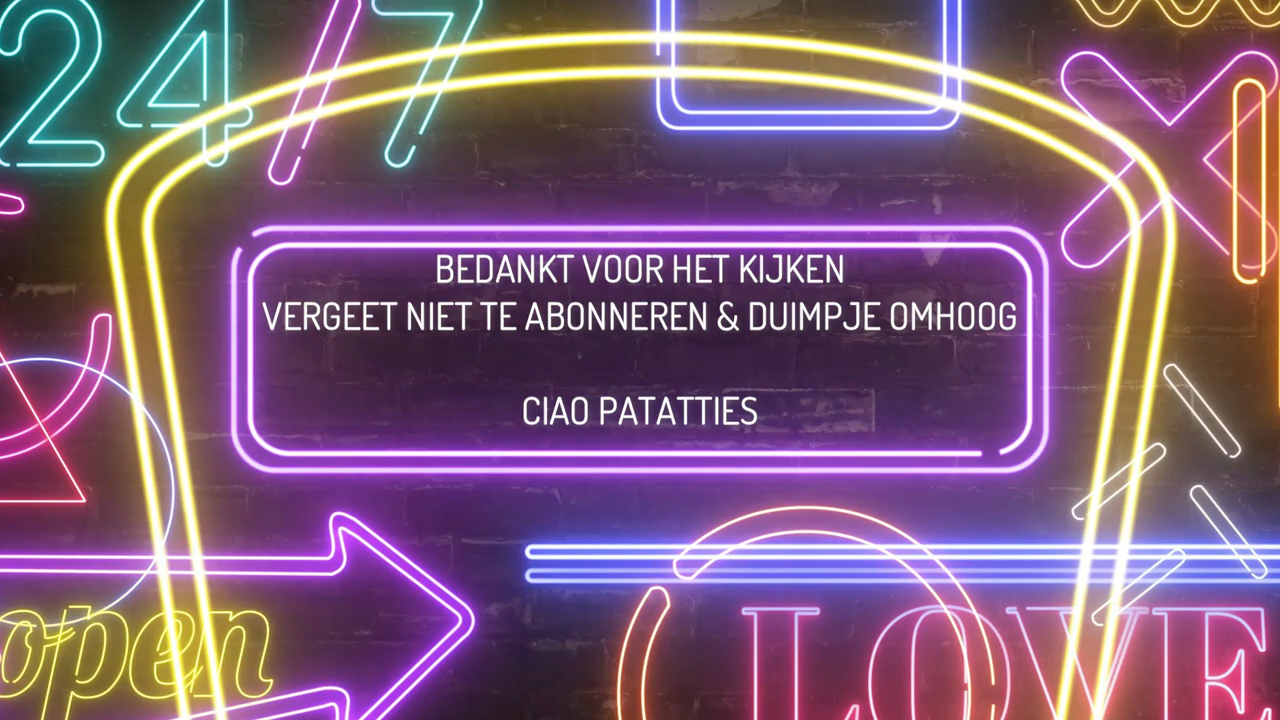 24/7
BEDANKT VOOR HET KIJKEN
VERGEET NIET TE ABONNEREN & DUIMPJE OMHOOG
CIAO PATATTIES
open
LOVE